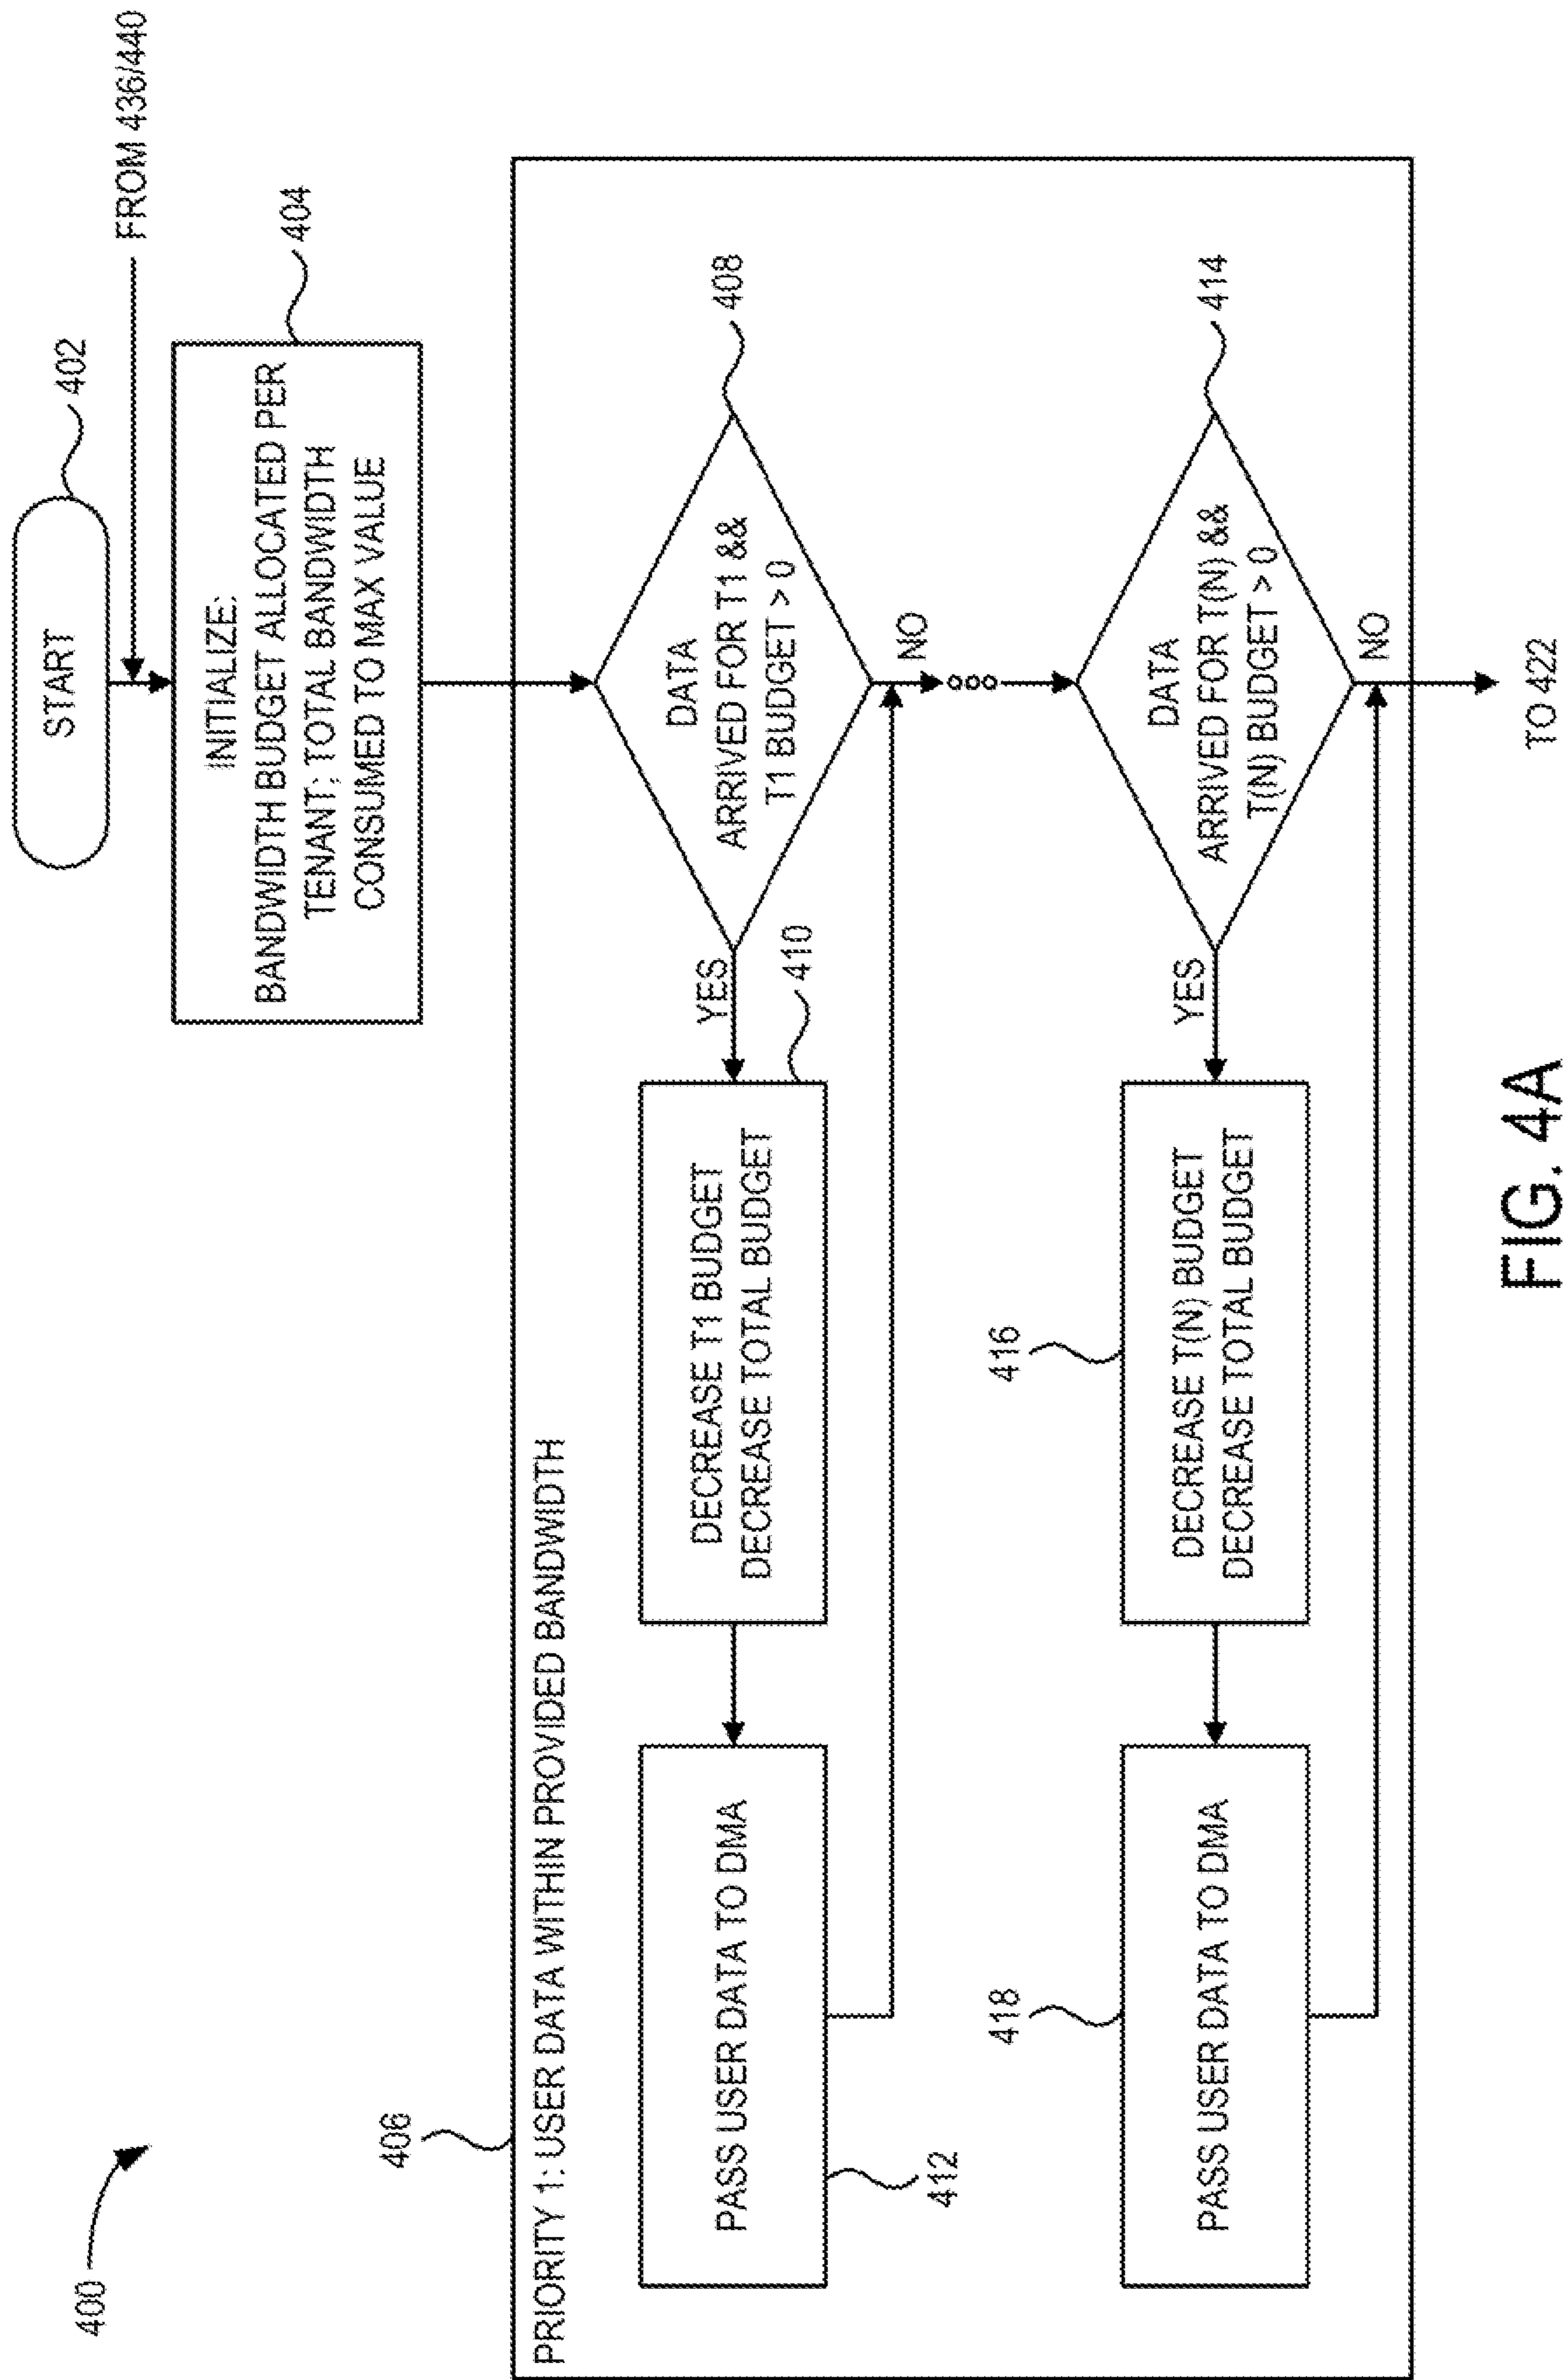 400
START
402
FROM 436/440
INITIALIZE:
BANDWIDTH BUDGET ALLOCATED PER
TENANT; TOTAL BANDWIDTH
CONSUMED TO MAX VALUE
404
406
PRIORITY 1: USER DATA WITHIN PROVIDED BANDWIDTH
DATA
ARRIVED FOR T1 &&
T1 BUDGET > 0
408
YES
NO
DECREASE T1 BUDGET
DECREASE TOTAL BUDGET
410
PASS USER DATA TO DMA
412
DATA
ARRIVED FOR T(N) &&
T(N) BUDGET > 0
414
YES
NO
DECREASE T(N) BUDGET
DECREASE TOTAL BUDGET
416
PASS USER DATA TO DMA
418
TO 422
FIG. 4A